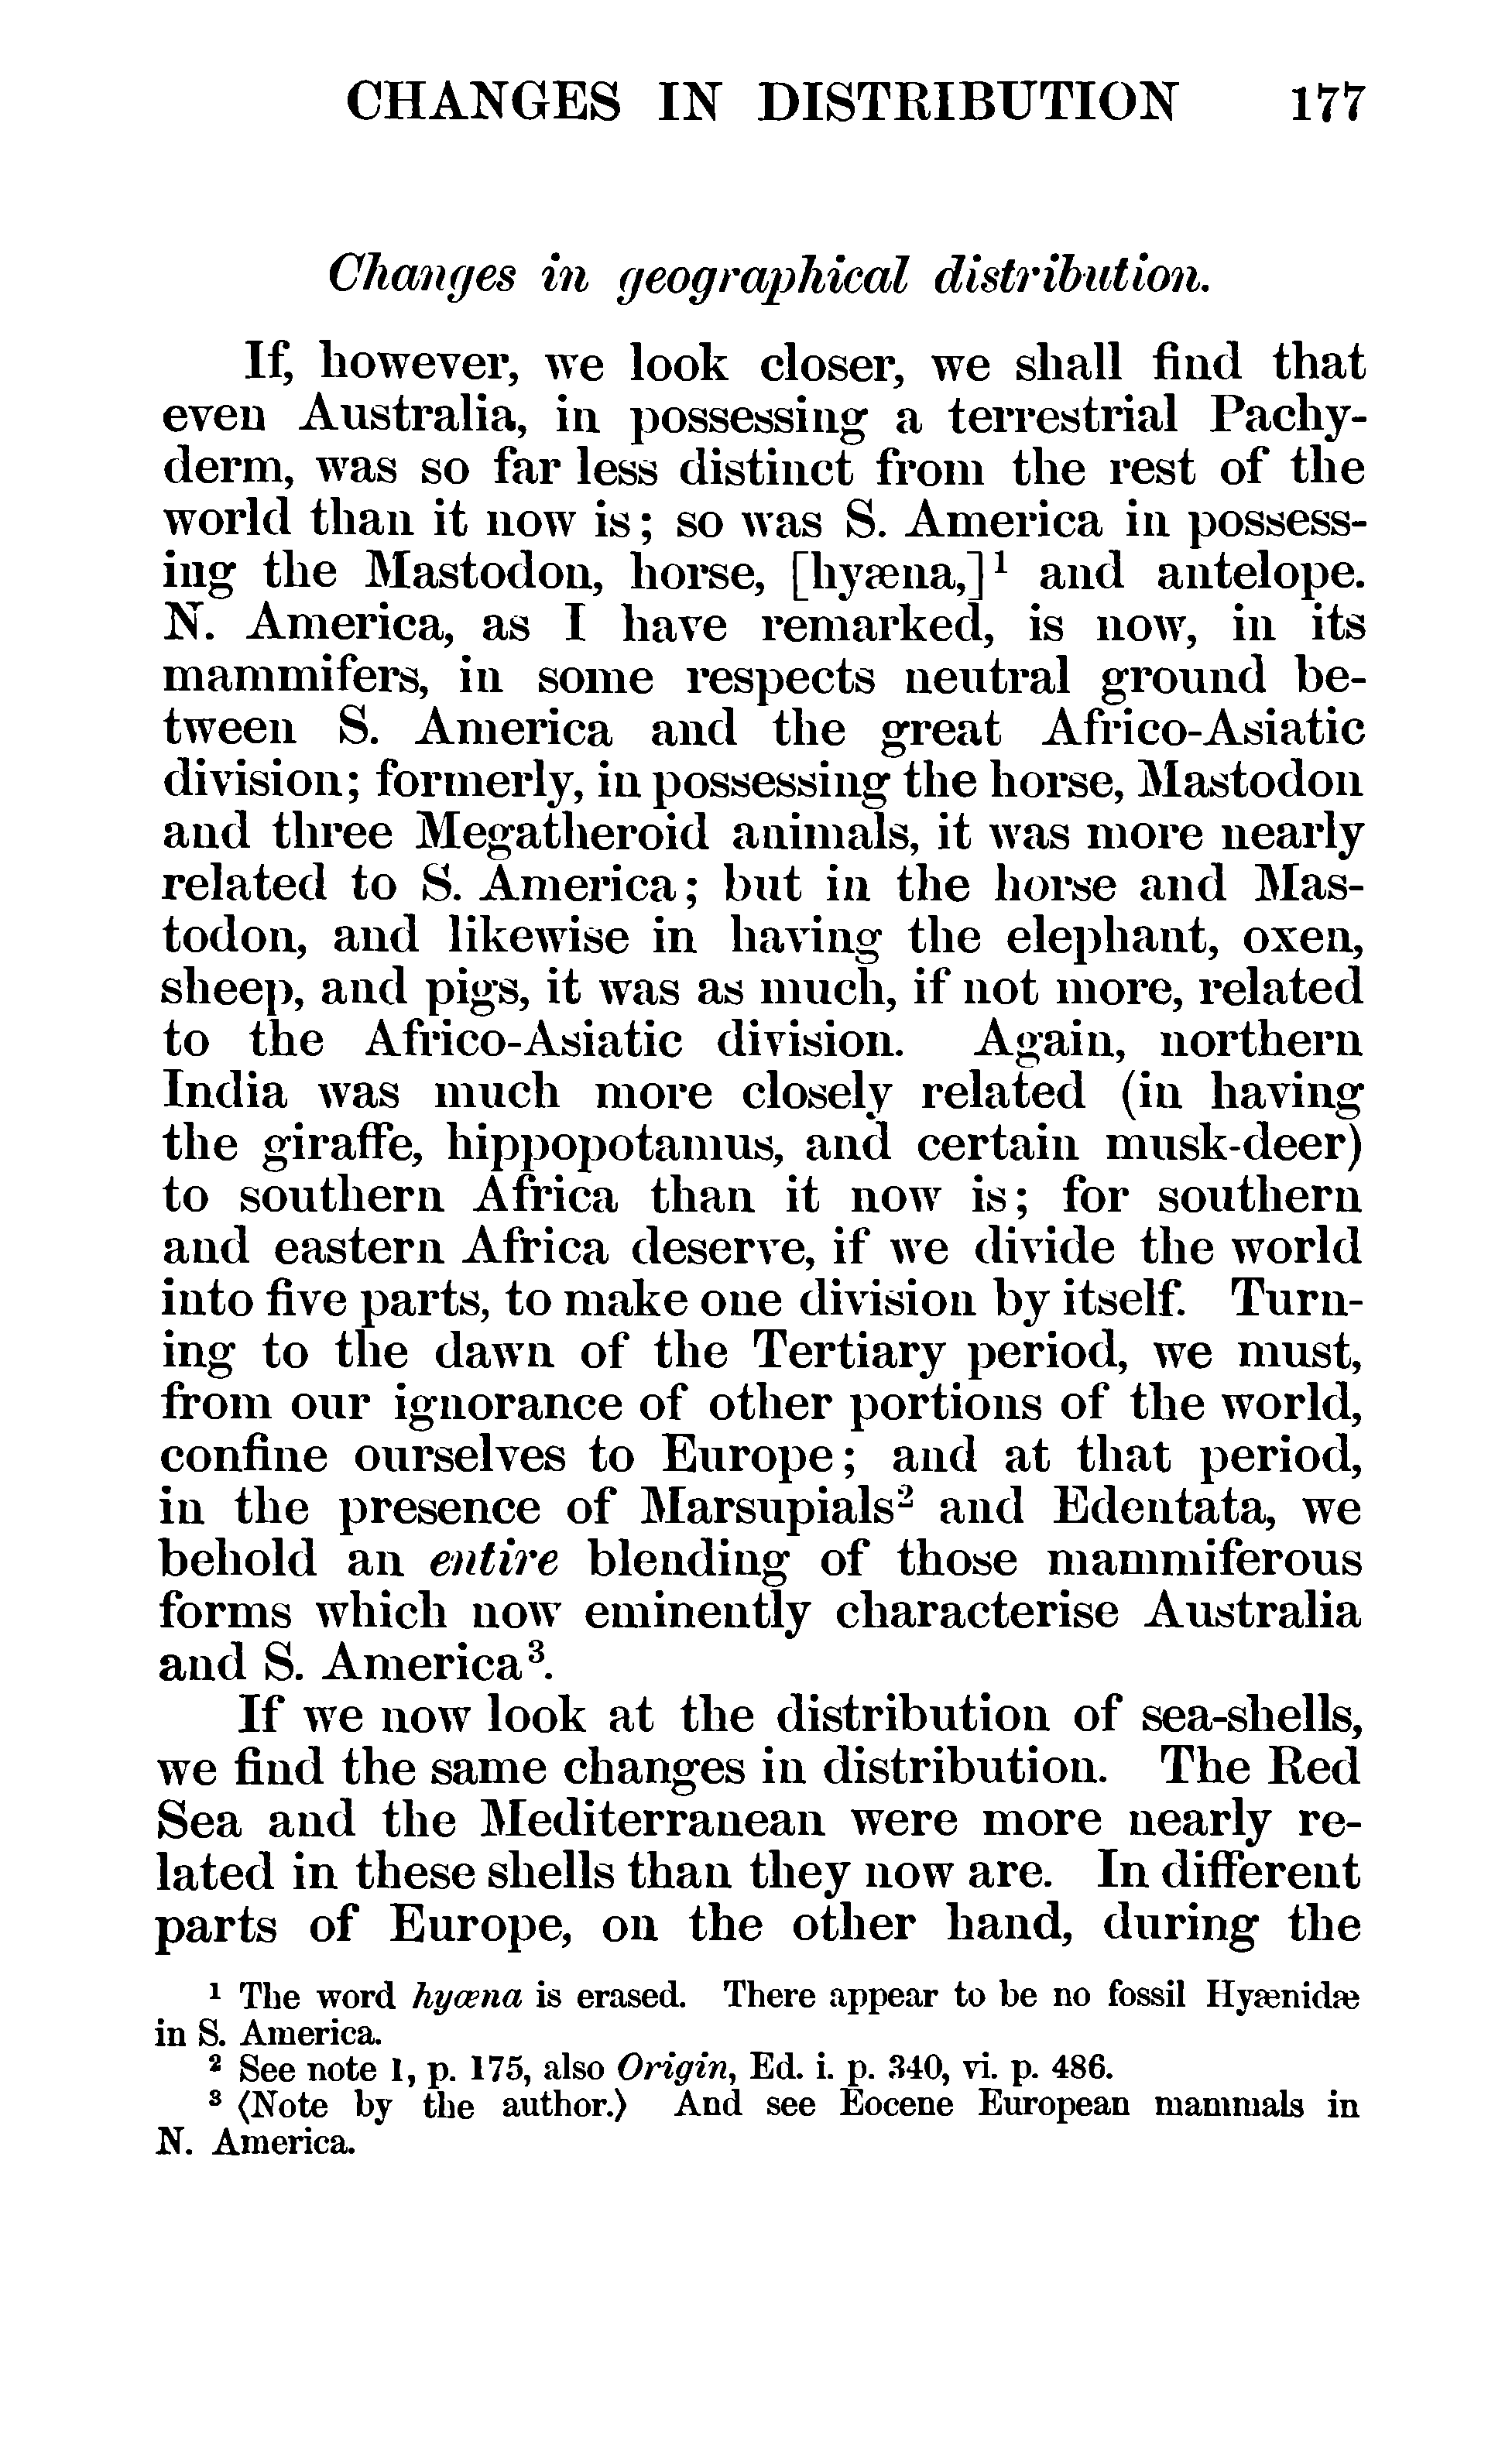 CHANGES IN DISTRIBUTION 177
Changes in geographical distribution.
If, however, we look closer, we shall find that
even Australia, in possessing a terrestrial Pachy-
derm, was so far less distinct from the rest of the
world than it now is; so was S. America in possess-
ing the Mastodon, horse, [hyæna,]¹ and antelope.
N. America, as I have remarked, is now, in its
mammifers, in some respects neutral ground be-
tween S. America and the great Africo-Asiatic
division; formerly, in possessing the horse, Mastodon
and three Megatheroid animals, it was more nearly
related to S. America; but in the horse and Mas-
todon, and likewise in having the elephant, oxen,
sheep, and pigs, it was as much, if not more, related
to the Africo-Asiatic division. Again, northern
India was much more closely related (in having
the giraffe, hippopotamus, and certain musk-deer)
to southern Africa than it now is; for southern
and eastern Africa deserve, if we divide the world
into five parts, to make one division by itself. Turn-
ing to the dawn of the Tertiary period, we must,
from our ignorance of other portions of the world,
confine ourselves to Europe; and at that period,
in the presence of Marsupials² and Edentata, we
behold an entire blending of those mammiferous
forms which now eminently characterise Australia
and S. America³.
If we now look at the distribution of sea-shells,
we find the same changes in distribution. The Red
Sea and the Mediterranean were more nearly re-
lated in these shells than they now are. In different
parts of Europe, on the other hand, during the
¹ The word hyœna is erased. There appear to be no fossil Hyænidæ
in S. America.
² See note 1, p. 175, also Origin, Ed. i. p. 340, vi. p. 486.
³ ⟨Note by the author.⟩ And see Eocene European mammals in
N. America.